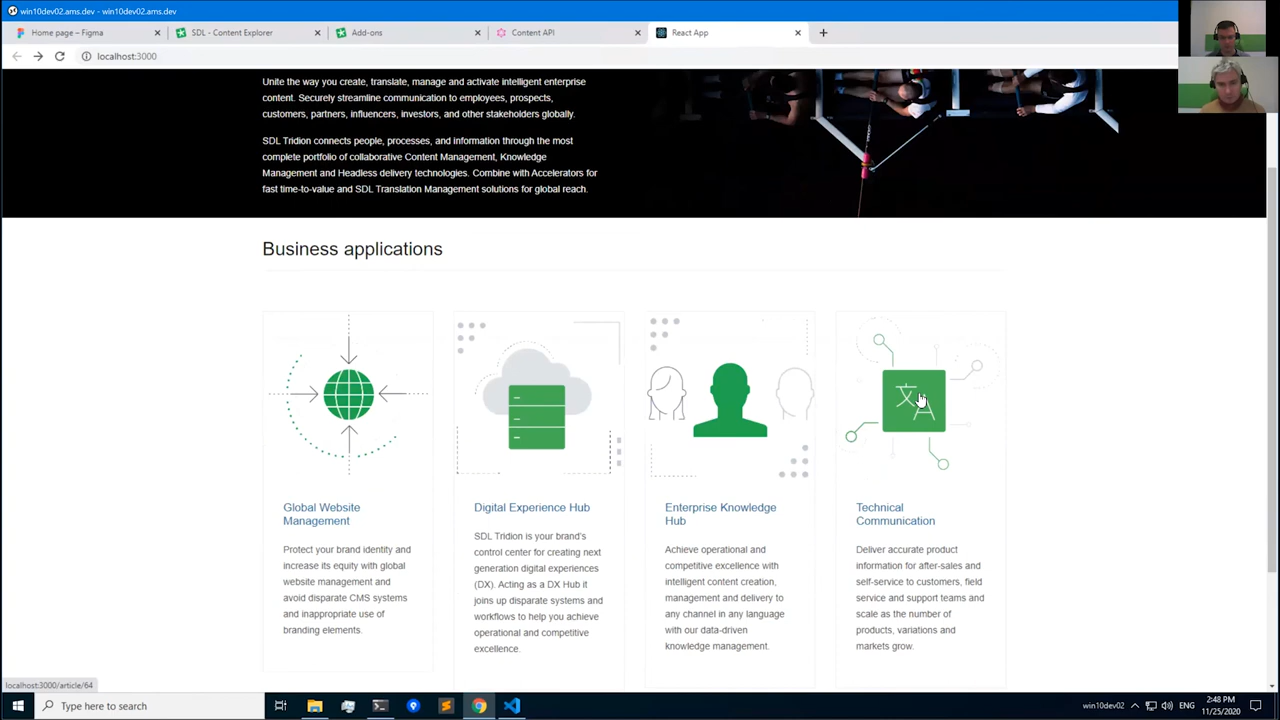 win10dev02.ams.dev - win10dev02.ams.dev
Home page – Figma
SDL - Content Explorer
Add-ons
Content API
React App
localhost:3000
Unite the way you create, translate, manage and activate intelligent enterprise
content. Securely streamline communication to employees, prospects,
customers, partners, influencers, investors, and other stakeholders globally.
SDL Tridion connects people, processes, and information through the most
complete portfolio of collaborative Content Management, Knowledge
Management and Headless delivery technologies. Combine with Accelerators for
fast time-to-value and SDL Translation Management solutions for global reach.
Business applications
文A
Global Website
Management
Protect your brand identity and
increase its equity with global
website management and
avoid disparate CMS systems
and inappropriate use of
branding elements.
Digital Experience Hub
SDL Tridion is your brand's
control center for creating next
generation digital experiences
(DX). Acting as a DX Hub it
joins up disparate systems and
workflows to help you achieve
operational and competitive
excellence.
Enterprise Knowledge
Hub
Achieve operational and
competitive excellence with
intelligent content creation,
management and delivery to
any channel in any language
with our data-driven
knowledge management.
Technical
Communication
Deliver accurate product
information for after-sales and
self-service to customers, field
service and support teams and
scale as the number of
products, variations and
markets grow.
localhost:3000/article/64
Type here to search
win10dev02
ENG
2:48 PM
11/25/2020